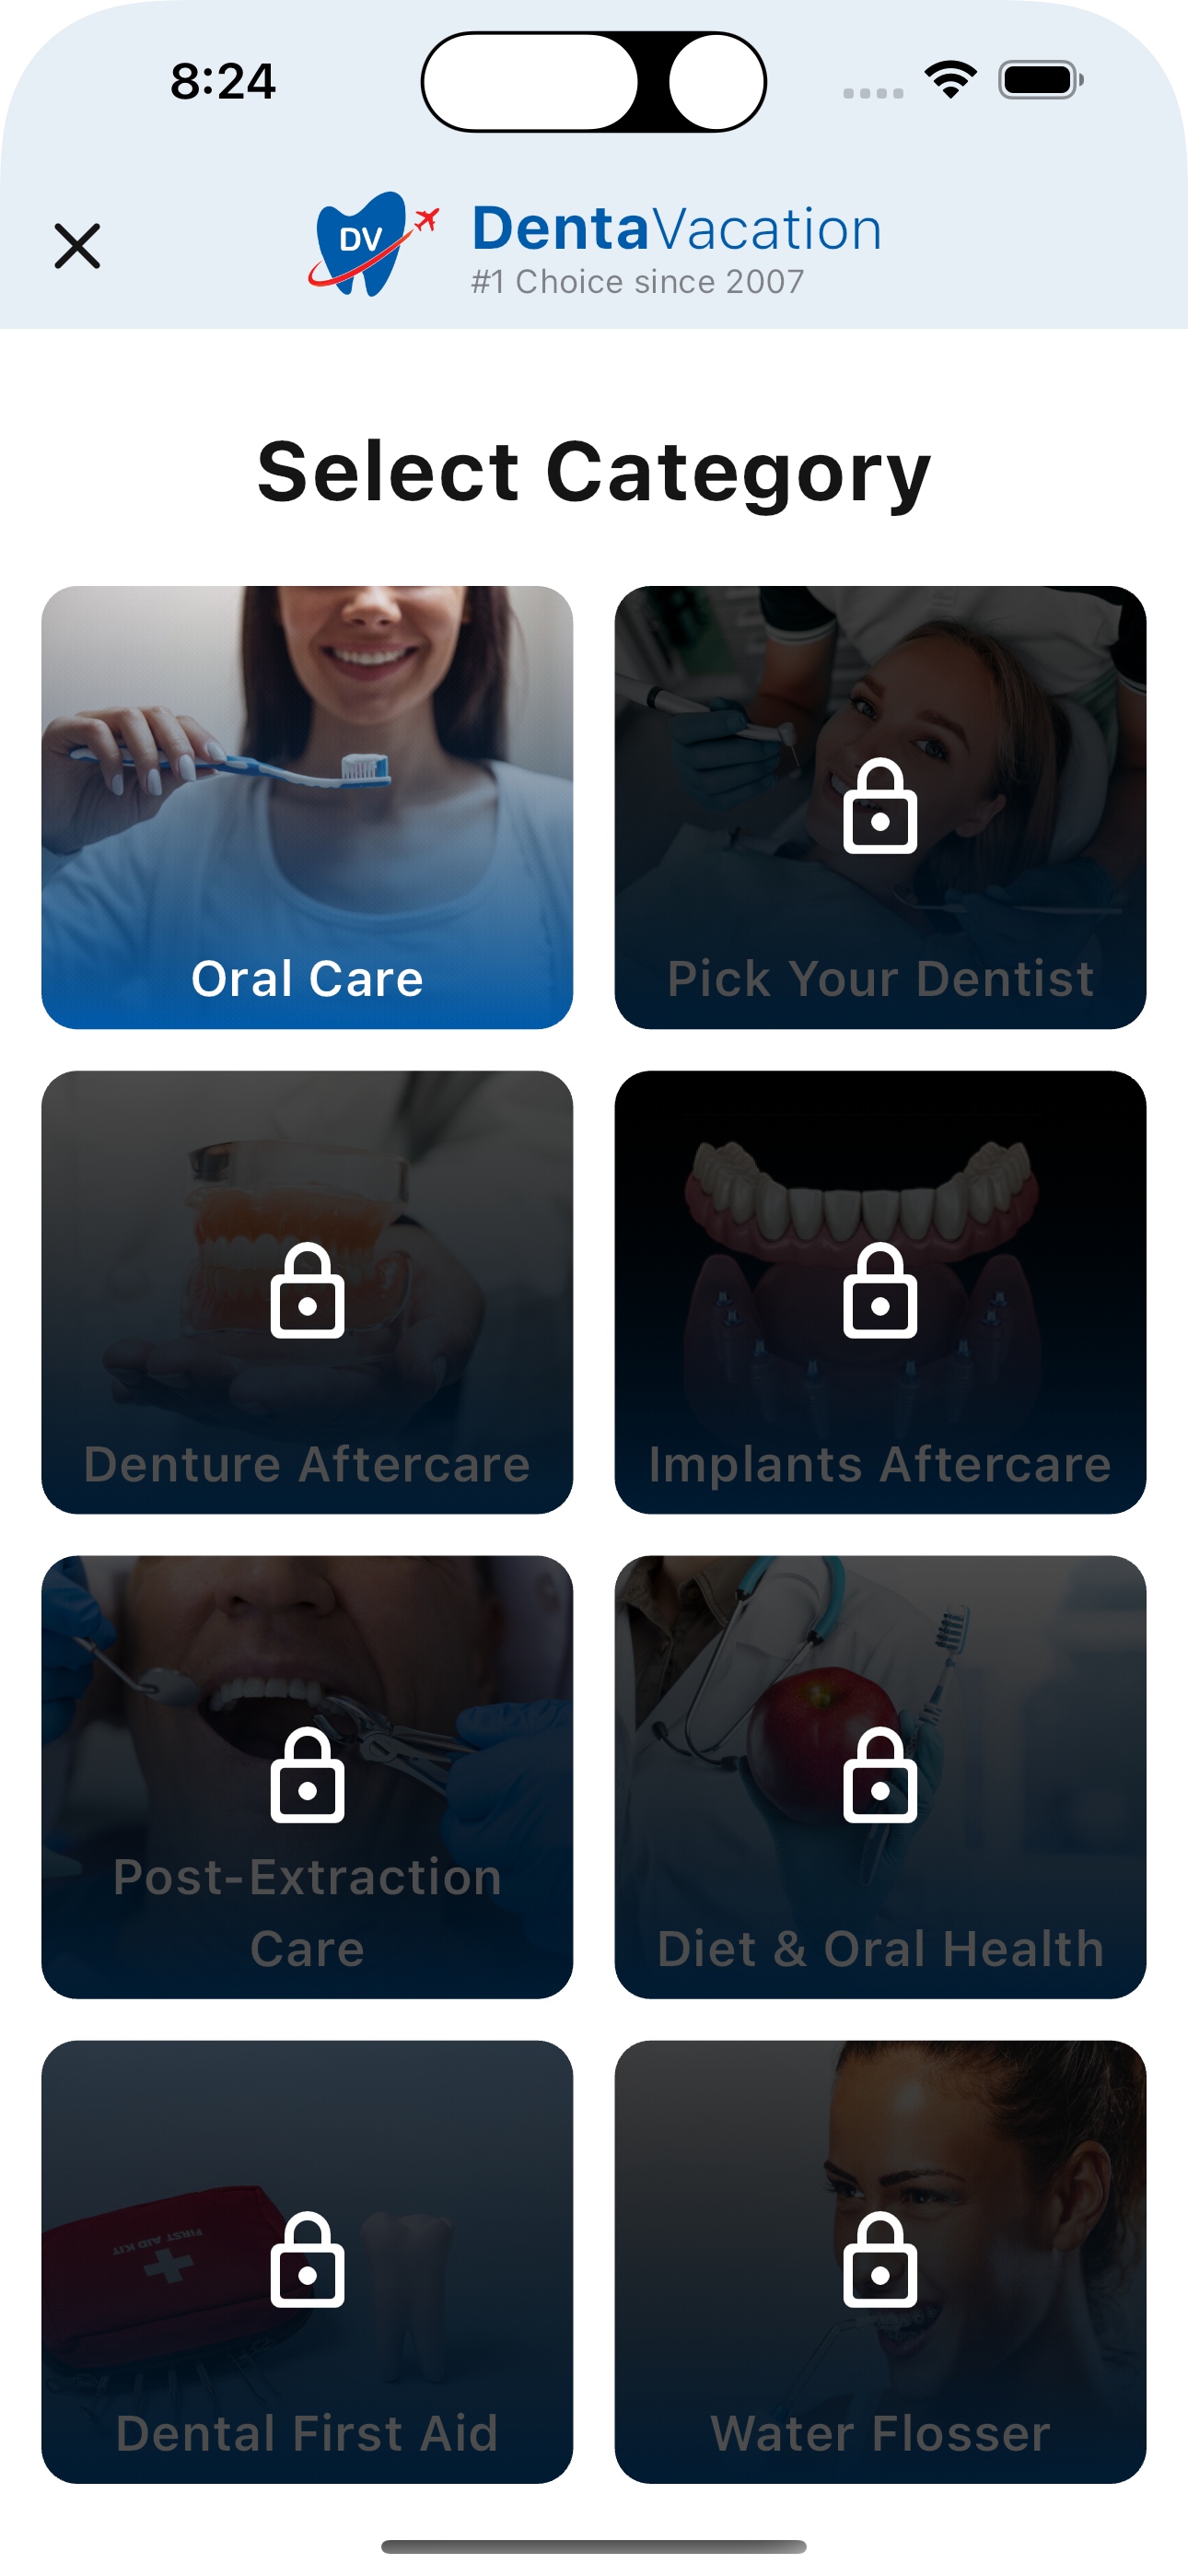 8:24
DV
DentaVacation
#1 Choice since 2007
Select Category
Oral Care
Pick Your Dentist
Denture Aftercare
Implants Aftercare
Post-Extraction
Care
Diet & Oral Health
FIRST AID KIT
Dental First Aid
Water Flosser